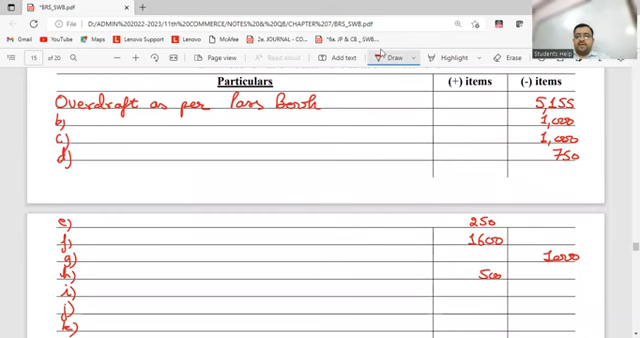 *BRS_SWB.pdf
D:/ADMIN%202022-2023/11th%20COMMERCE/NOTES%20&%20QB/CHAPTER%207/BRS_SWB.pdf
Gmail YouTube Maps Lenovo Support Lenovo McAfee 2e. JOURNAL - CO... *6a. JP & CB _ SWB...
15 of 20 Page view Read aloud Add text Draw Highlight Erase
Students Help
Particulars (+) items (-) items
Overdraft as per Pass Book 5,155
b) 1,000
c) 1,000
d) 750
e) 250
f) 1600
g) 1000
h) 500
i)
j)
k)